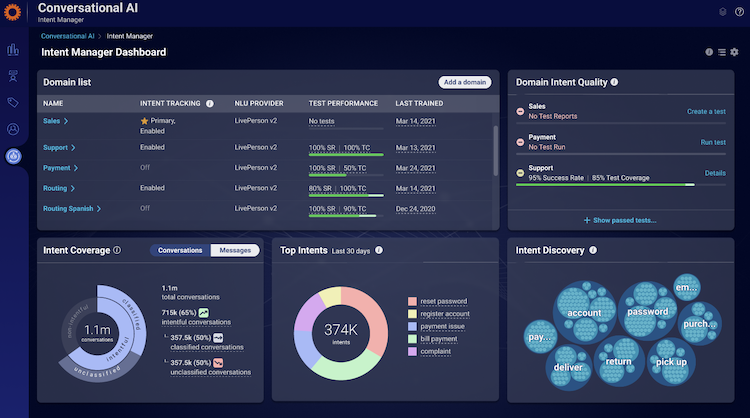 Conversational AI
Intent Manager
Conversational AI > Intent Manager
Intent Manager Dashboard
Domain list
Add a domain
NAME INTENT TRACKING NLU PROVIDER TEST PERFORMANCE LAST TRAINED
Sales > Primary, Enabled LivePerson v2 No tests Mar 14, 2021
Support > Enabled LivePerson v2 100% SR | 100% TC Mar 13, 2021
Payment > Off LivePerson v2 100% SR | 50% TC Mar 24, 2021
Routing > Enabled LivePerson v2 80% SR | 100% TC Mar 14, 2021
Routing Spanish > Off LivePerson v2 100% SR | 90% TC Dec 24, 2020
Domain Intent Quality
Sales
No Test Reports
Create a test
Payment
No Test Run
Run test
Support
95% Success Rate | 85% Test Coverage
Details
+ Show passed tests...
Intent Coverage
Conversations Messages
non-intentful
classified
intentful
unclassified
1.1m
conversations
1.1m
total conversations
715k (65%)
intentful conversations
357.5k (50%)
classified conversations
357.5k (50%)
unclassified conversations
Top Intents Last 30 days
374K
intents
reset password
register account
payment issue
bill payment
complaint
Intent Discovery
em...
account
password
purch...
pay...
deliver
return
pick up